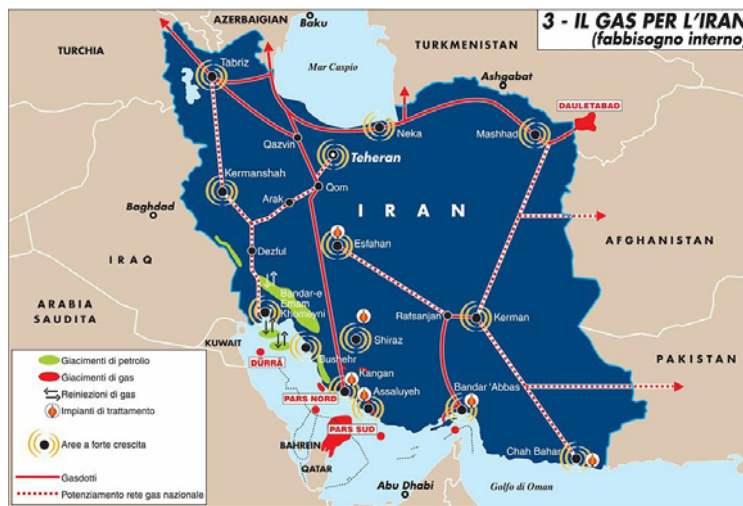 3 - IL GAS PER L'IRAN
(fabbisogno interno)
AZERBAIGIAN
Baku
TURCHIA
TURKMENISTAN
Mar Caspio
Tabriz
Ashgabat
DAULETABAD
Neka
Mashhad
Qazvin
Teheran
Kermanshah
Qom
Arak
Baghdad
IRAN
Esfahan
AFGHANISTAN
Dezful
IRAQ
Bandar-e
Emam
Khomeyni
Rafsanjan
Kerman
ARABIA
SAUDITA
Shiraz
KUWAIT
PAKISTAN
DÜRRÄ
Bushehr
Kangan
Assaluyeh
Bandar 'Abbas
PARS NORD
PARS SUD
BAHREIN
QATAR
Chah Bahar
Abu Dhabi
Golfo di Oman
Giacimenti di petrolio
Giacimenti di gas
Reiniezioni di gas
Impianti di trattamento
Aree a forte crescita
Gasdotti
Potenziamento rete gas nazionale